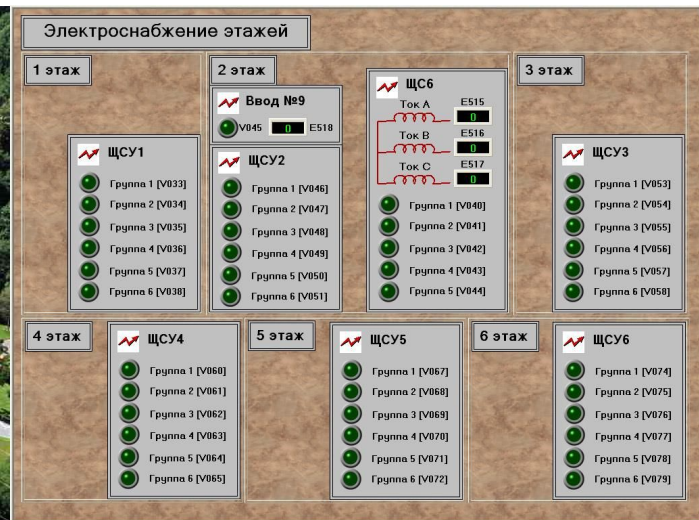 Электроснабжение этажей
1 этаж
ЩСУ1
Группа 1 [V033]
Группа 2 [V034]
Группа 3 [V035]
Группа 4 [V036]
Группа 5 [V037]
Группа 6 [V038]
2 этаж
Ввод №9
V045 0 E518
ЩСУ2
Группа 1 [V046]
Группа 2 [V047]
Группа 3 [V048]
Группа 4 [V049]
Группа 5 [V050]
Группа 6 [V051]
ЩС6
Ток А E515
0
Ток В E516
0
Ток С E517
0
Группа 1 [V040]
Группа 2 [V041]
Группа 3 [V042]
Группа 4 [V043]
Группа 5 [V044]
3 этаж
ЩСУ3
Группа 1 [V053]
Группа 2 [V054]
Группа 3 [V055]
Группа 4 [V056]
Группа 5 [V057]
Группа 6 [V058]
4 этаж
ЩСУ4
Группа 1 [V060]
Группа 2 [V061]
Группа 3 [V062]
Группа 4 [V063]
Группа 5 [V064]
Группа 6 [V065]
5 этаж
ЩСУ5
Группа 1 [V067]
Группа 2 [V068]
Группа 3 [V069]
Группа 4 [V070]
Группа 5 [V071]
Группа 6 [V072]
6 этаж
ЩСУ6
Группа 1 [V074]
Группа 2 [V075]
Группа 3 [V076]
Группа 4 [V077]
Группа 5 [V078]
Группа 6 [V079]